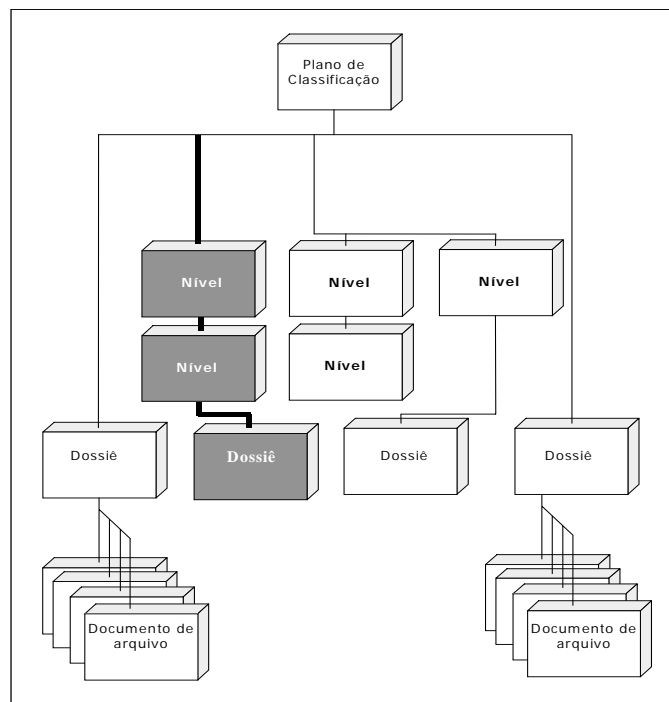 Plano de
Classificação
Nível
Nível
Nível
Nível
Nível
Dossiê
Dossiê
Dossiê
Dossiê
Documento de
arquivo
Documento de
arquivo